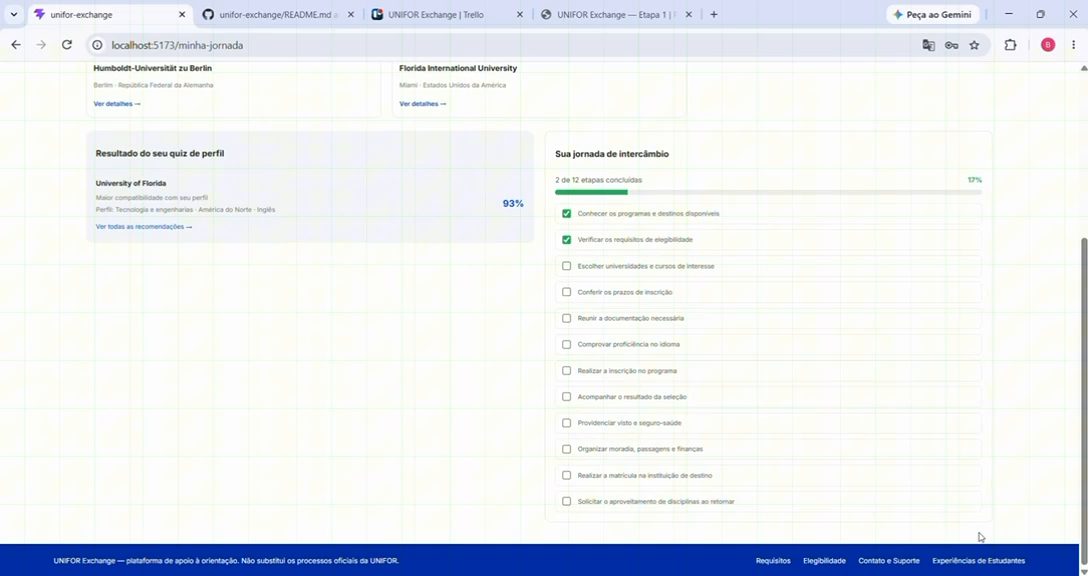 unifor-exchange
unifor-exchange/README.md a
UNIFOR Exchange | Trello
UNIFOR Exchange — Etapa 1 |
Peça ao Gemini
localhost:5173/minha-jornada
B
Humboldt-Universität zu Berlin
Berlim · República Federal da Alemanha
Ver detalhes →
Florida International University
Miami · Estados Unidos da América
Ver detalhes →
Resultado do seu quiz de perfil
University of Florida
Maior compatibilidade com seu perfil
Perfil: Tecnologia e engenharias · América do Norte · Inglês
93%
Ver todas as recomendações →
Sua jornada de intercâmbio
2 de 12 etapas concluídas
17%
Conhecer os programas e destinos disponíveis
Verificar os requisitos de elegibilidade
Escolher universidades e cursos de interesse
Conferir os prazos de inscrição
Reunir a documentação necessária
Comprovar proficiência no idioma
Realizar a inscrição no programa
Acompanhar o resultado da seleção
Providenciar visto e seguro-saúde
Organizar moradia, passagens e finanças
Realizar a matrícula na instituição de destino
Solicitar o aproveitamento de disciplinas ao retornar
UNIFOR Exchange — plataforma de apoio à orientação. Não substitui os processos oficiais da UNIFOR.
Requisitos
Elegibilidade
Contato e Suporte
Experiências de Estudantes